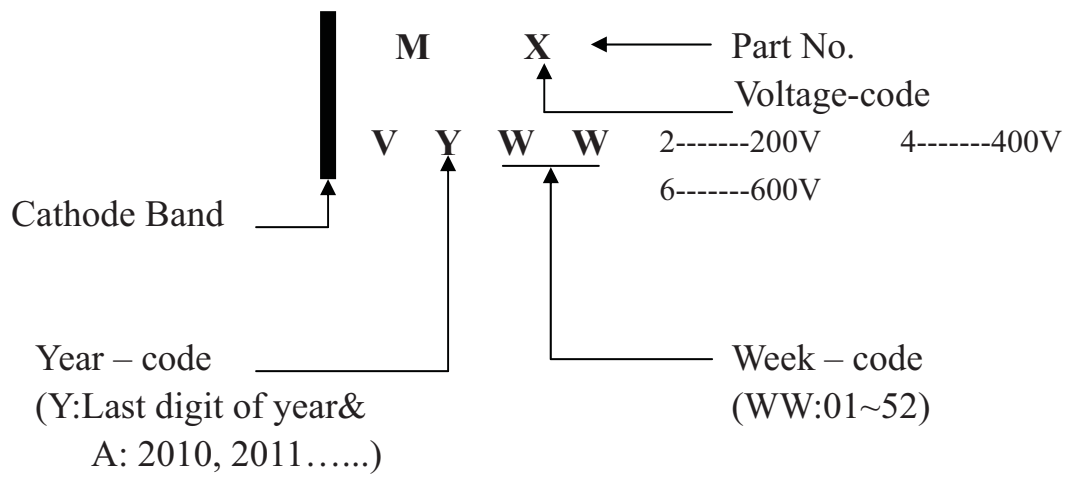 M X Part No.
Voltage-code
V Y W W 2-------200V 4-------400V
6-------600V
Cathode Band
Year – code Week – code
(Y:Last digit of year& (WW:01~52)
A: 2010, 2011…...)